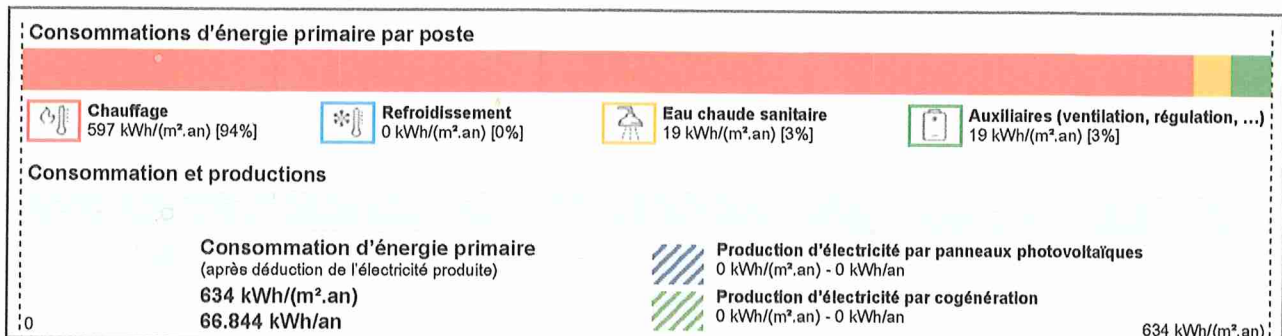 Consommations d'énergie primaire par poste
Chauffage
597 kWh/(m².an) [94%]
Refroidissement
0 kWh/(m².an) [0%]
Eau chaude sanitaire
19 kWh/(m².an) [3%]
Auxiliaires (ventilation, régulation, ...)
19 kWh/(m².an) [3%]
Consommation et productions
Consommation d'énergie primaire
(après déduction de l'électricité produite)
634 kWh/(m².an)
66.844 kWh/an
Production d'électricité par panneaux photovoltaïques
0 kWh/(m².an) - 0 kWh/an
Production d'électricité par cogénération
0 kWh/(m².an) - 0 kWh/an
0
634 kWh/(m².an)